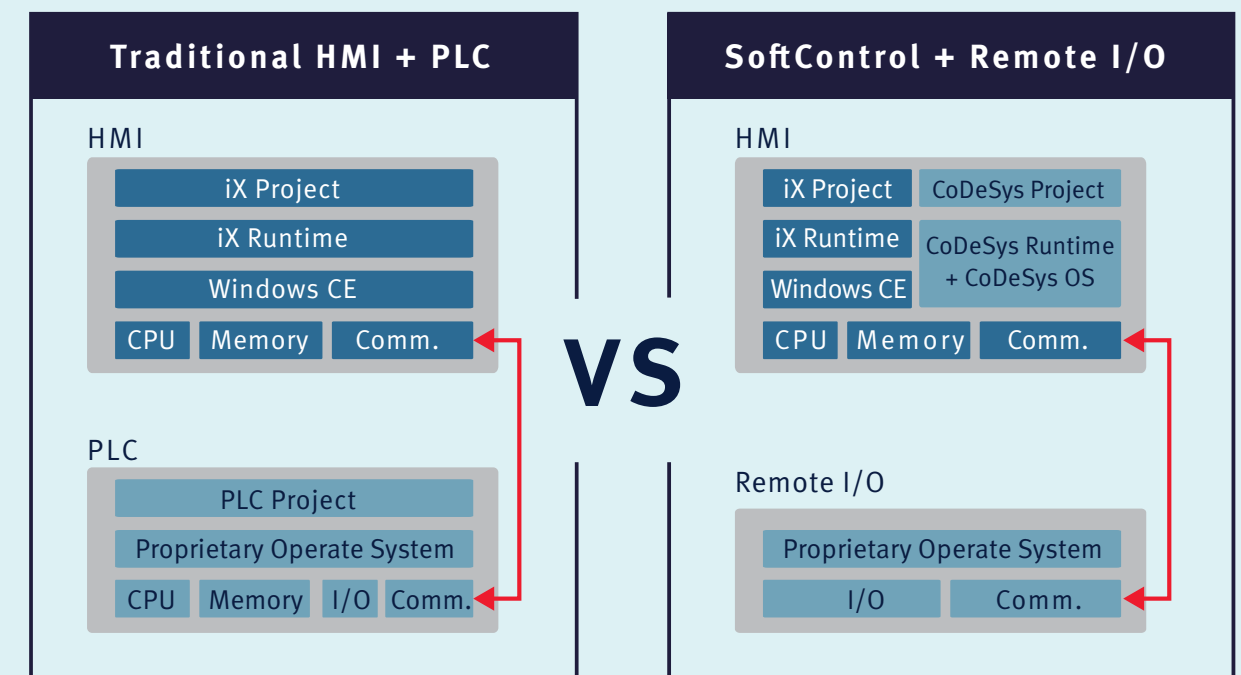 Traditional HMI + PLC
HMI
iX Project
iX Runtime
Windows CE
CPU Memory Comm.
PLC
PLC Project
Proprietary Operate System
CPU Memory I/O Comm.
VS
SoftControl + Remote I/O
HMI
iX Project CoDeSys Project
iX Runtime
CoDeSys Runtime
+ CoDeSys OS
Windows CE
CPU Memory Comm.
Remote I/O
Proprietary Operate System
I/O Comm.